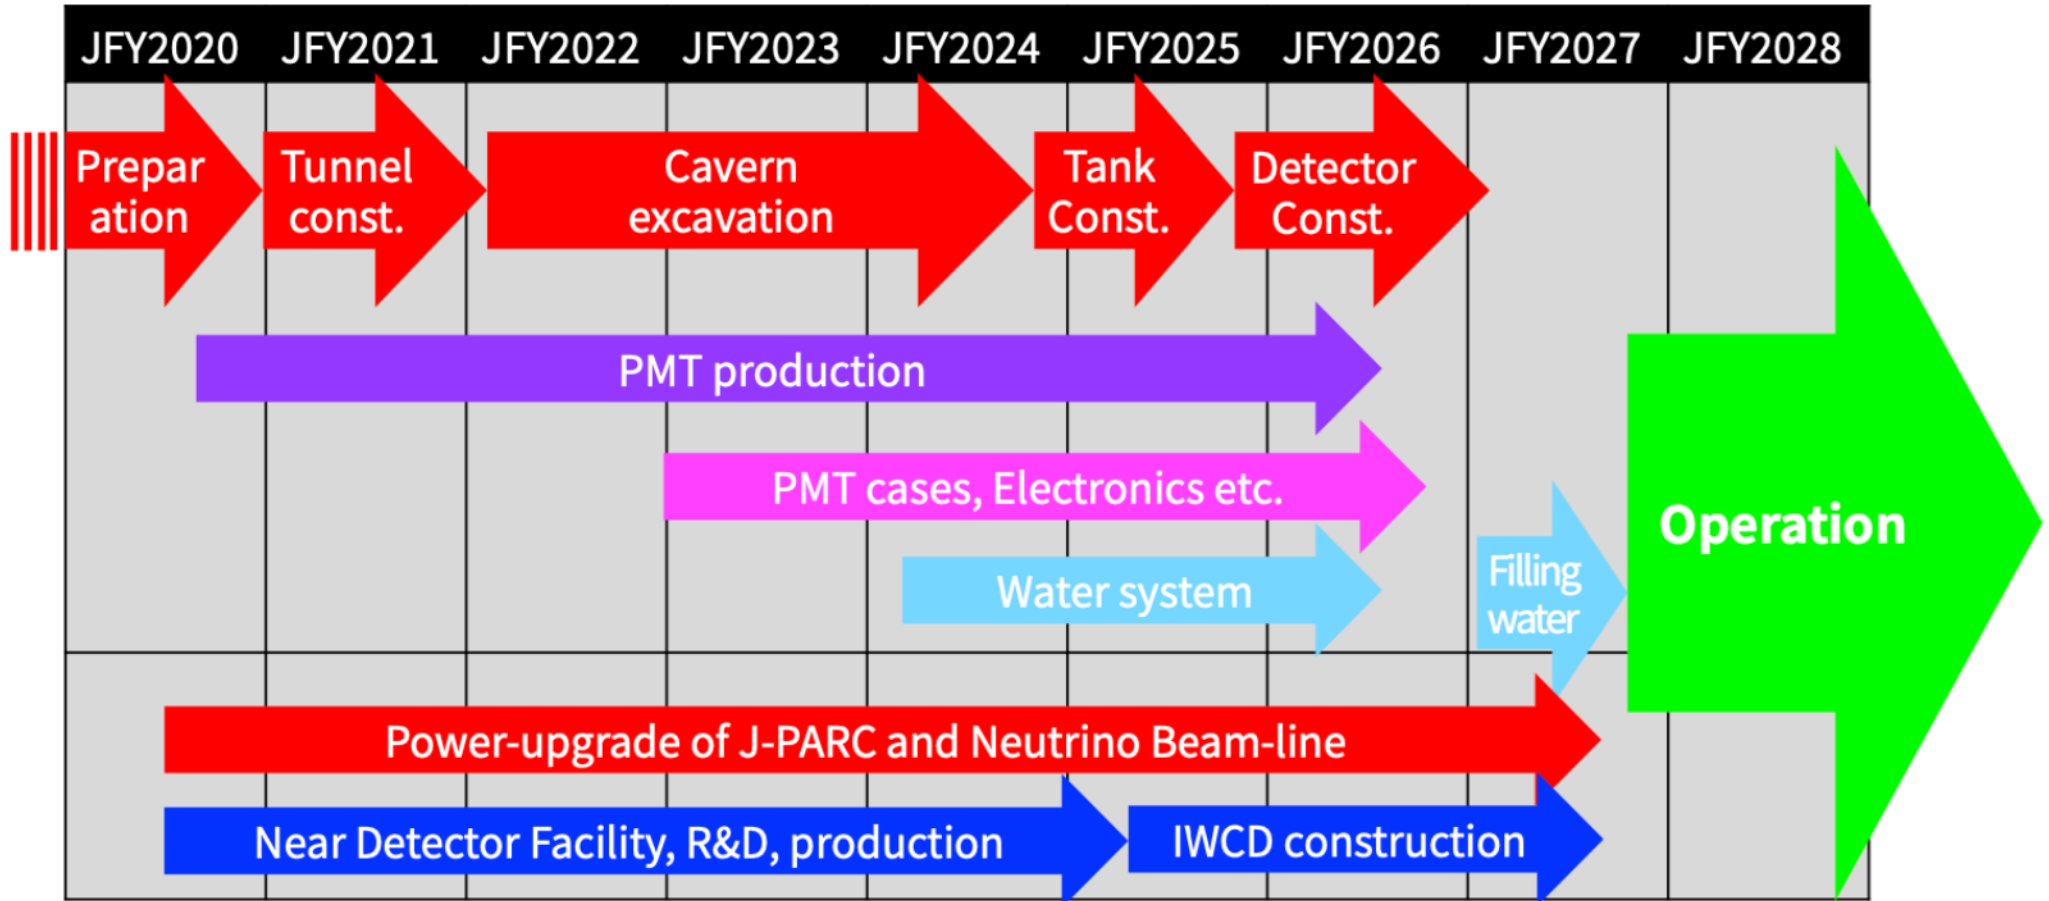 JFY2020 JFY2021 JFY2022 JFY2023 JFY2024 JFY2025 JFY2026 JFY2027 JFY2028
Prepar
ation
Tunnel
const.
Cavern
excavation
Tank
Const.
Detector
Const.
PMT production
PMT cases, Electronics etc.
Water system
Filling
water
Operation
Power-upgrade of J-PARC and Neutrino Beam-line
Near Detector Facility, R&D, production
IWCD construction